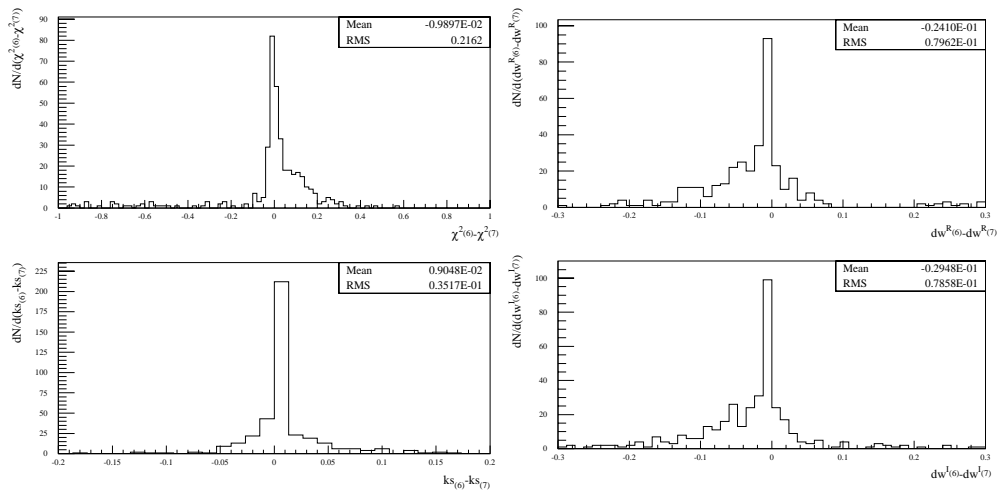 dN/d(χ²⁽⁶⁾-χ²⁽⁷⁾)
Mean -0.9897E-02
RMS 0.2162
90
80
70
60
50
40
30
20
10
0
-1 -0.8 -0.6 -0.4 -0.2 0 0.2 0.4 0.6 0.8 1
χ²₍₆₎-χ²₍₇₎
dN/d(dwᴿ⁽⁶⁾-dwᴿ⁽⁷⁾)
Mean -0.2410E-01
RMS 0.7962E-01
100
80
60
40
20
0
-0.3 -0.2 -0.1 0 0.1 0.2 0.3
dwᴿ₍₆₎-dwᴿ₍₇₎
dN/d(ks₍₆₎-ks₍₇₎)
Mean 0.9048E-02
RMS 0.3517E-01
225
200
175
150
125
100
75
50
25
0
-0.2 -0.15 -0.1 -0.05 0 0.05 0.1 0.15 0.2
ks₍₆₎-ks₍₇₎
dN/d(dwᴵ⁽⁶⁾-dwᴵ⁽⁷⁾)
Mean -0.2948E-01
RMS 0.7858E-01
100
80
60
40
20
0
-0.3 -0.2 -0.1 0 0.1 0.2 0.3
dwᴵ₍₆₎-dwᴵ₍₇₎